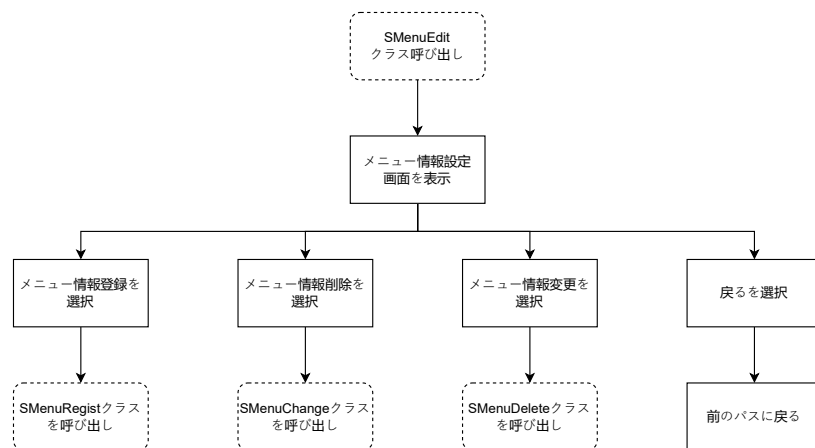 SMenuEdit
クラス呼び出し
メニュー情報設定
画面を表示
メニュー情報登録を
選択
メニュー情報削除を
選択
メニュー情報変更を
選択
戻るを選択
SMenuRegistクラス
を呼び出し
SMenuChangeクラス
を呼び出し
SMenuDeleteクラス
を呼び出し
前のパスに戻る